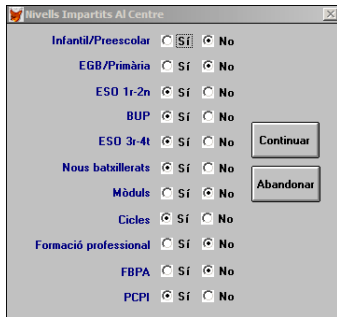 Nivells Impartits Al Centre
Infantil/Preescolar Sí No
EGB/Primària Sí No
ESO 1r-2n Sí No
BUP Sí No
ESO 3r-4t Sí No
Continuar
Nous batxillerats Sí No
Abandonar
Mòduls Sí No
Cicles Sí No
Formació professional Sí No
FBPA Sí No
PCPI Sí No